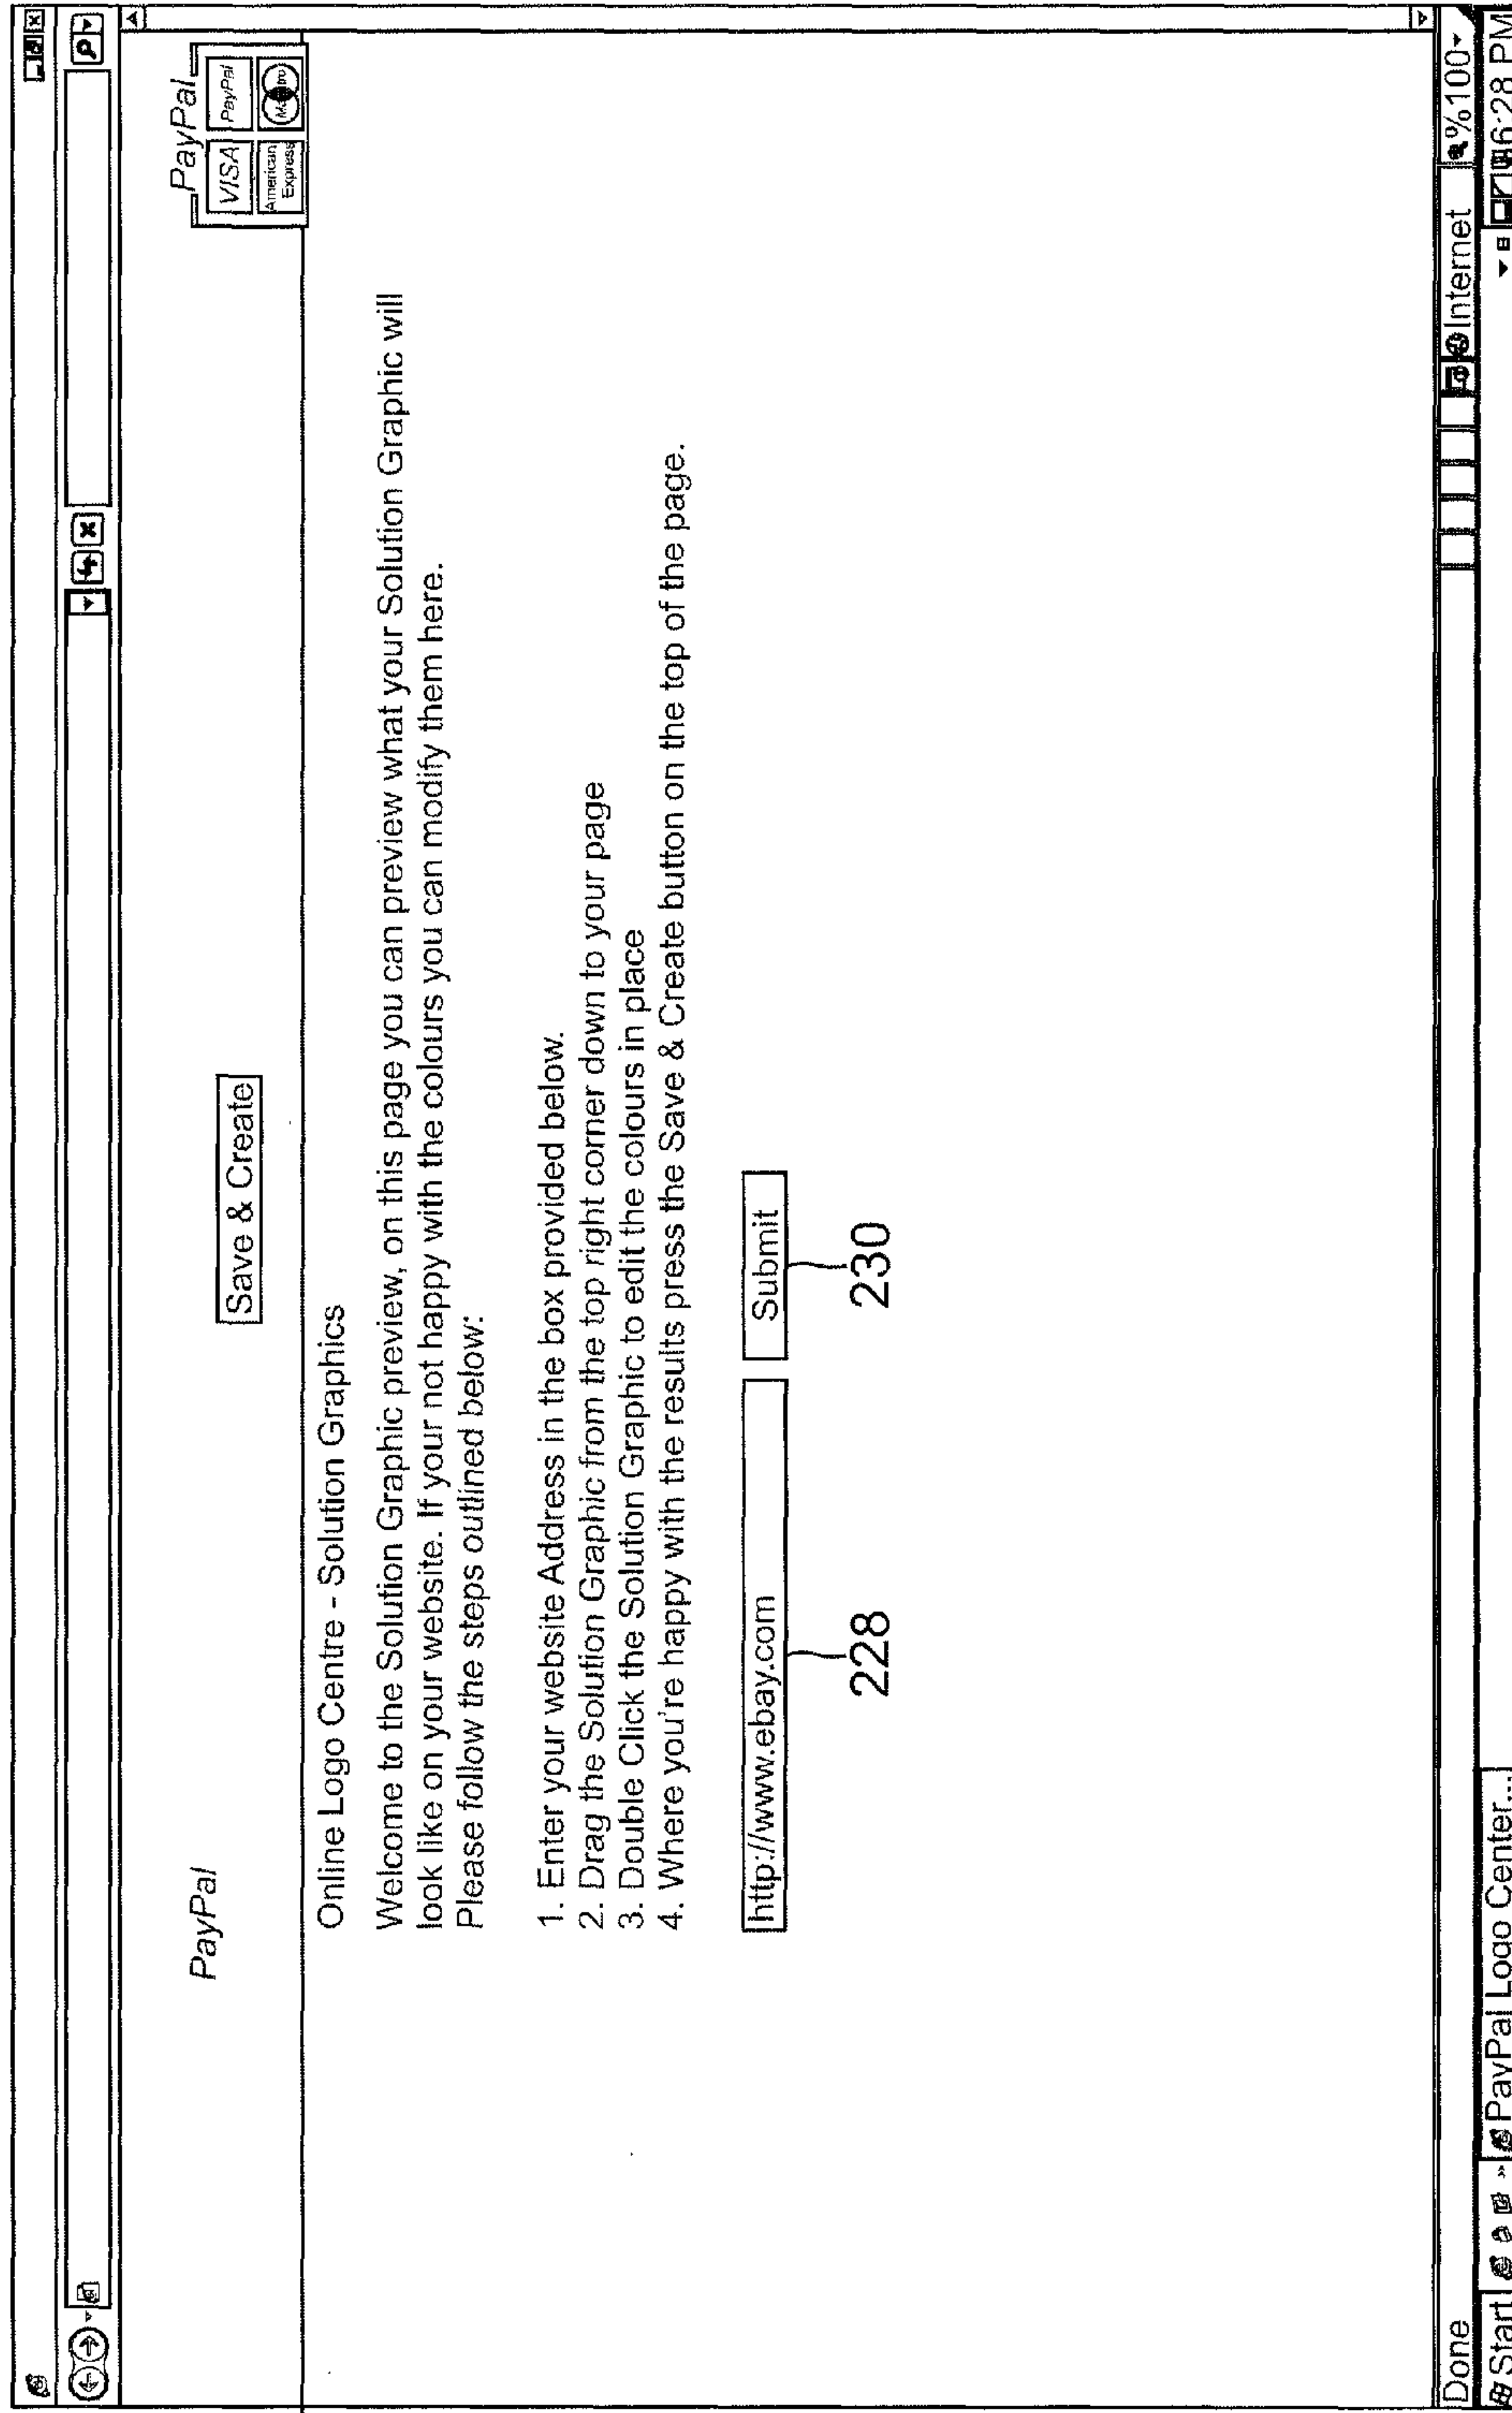 PayPal
Save & Create
PayPal
VISA
PayPal
American
Express
Online Logo Centre - Solution Graphics
Welcome to the Solution Graphic preview, on this page you can preview what your Solution Graphic will
look like on your website. If your not happy with the colours you can modify them here.
Please follow the steps outlined below:
1. Enter your website Address in the box provided below.
2. Drag the Solution Graphic from the top right corner down to your page
3. Double Click the Solution Graphic to edit the colours in place
4. Where you're happy with the results press the Save & Create button on the top of the page.
http://www.ebay.com
Submit
228
230
Done
Internet
%100
Start
PayPal Logo Center...
6:28 PM